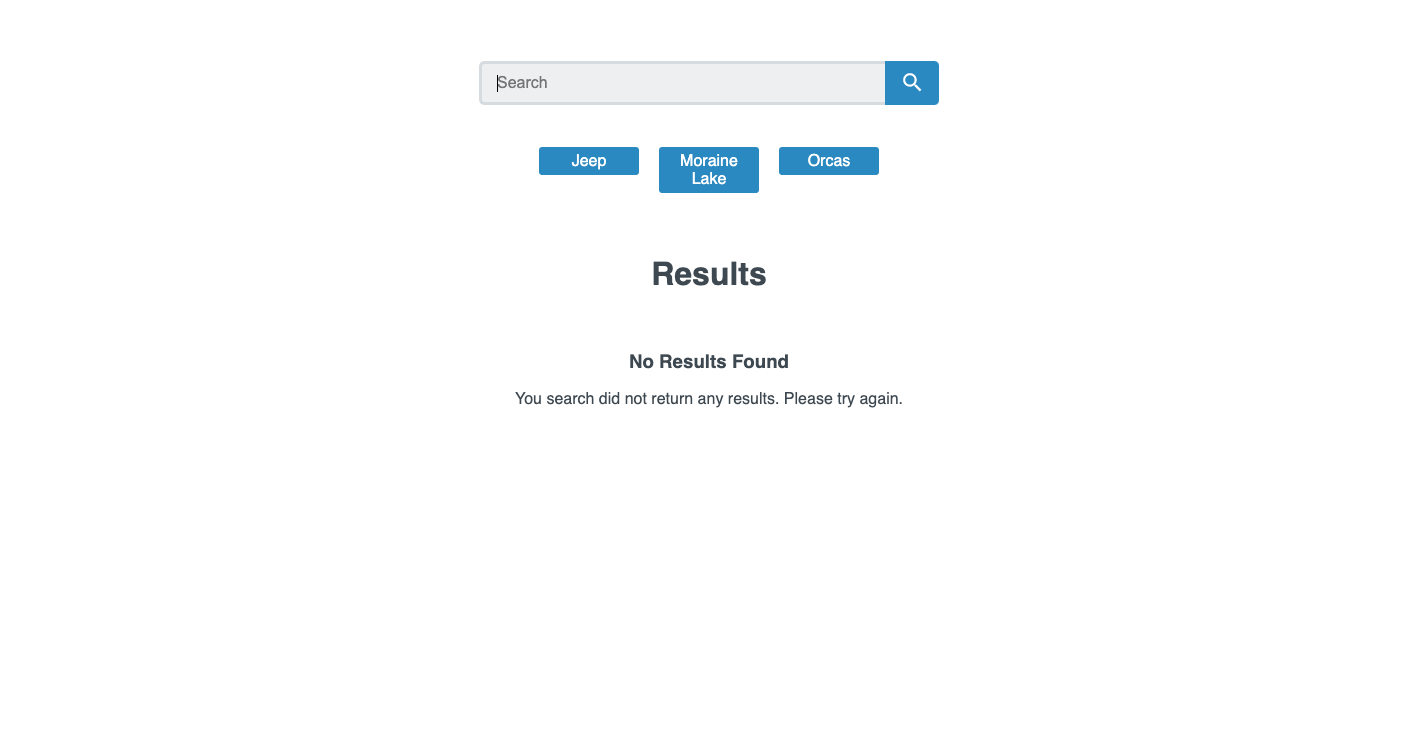 Search
Jeep
Moraine
Lake
Orcas
Results
No Results Found
You search did not return any results. Please try again.